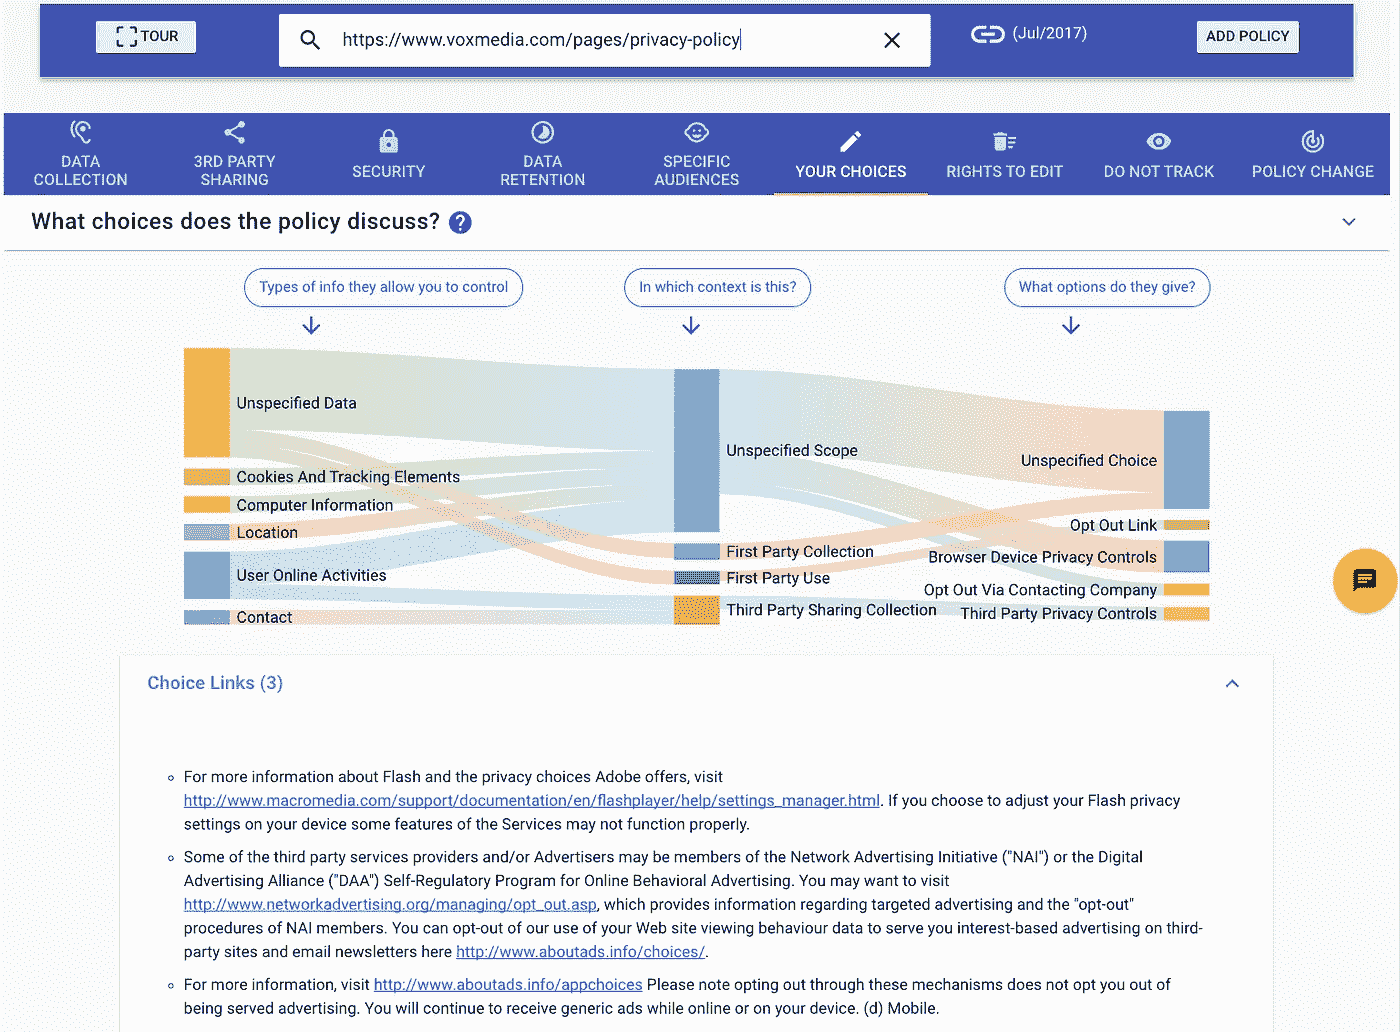 TOUR
https://www.voxmedia.com/pages/privacy-policy
(Jul/2017)
ADD POLICY
DATA COLLECTION
3RD PARTY SHARING
SECURITY
DATA RETENTION
SPECIFIC AUDIENCES
YOUR CHOICES
RIGHTS TO EDIT
DO NOT TRACK
POLICY CHANGE
What choices does the policy discuss? ?
Types of info they allow you to control
In which context is this?
What options do they give?
Unspecified Data
Cookies And Tracking Elements
Computer Information
Location
User Online Activities
Contact
Unspecified Scope
First Party Collection
First Party Use
Third Party Sharing Collection
Unspecified Choice
Opt Out Link
Browser Device Privacy Controls
Opt Out Via Contacting Company
Third Party Privacy Controls
Choice Links (3)
For more information about Flash and the privacy choices Adobe offers, visit
http://www.macromedia.com/support/documentation/en/flashplayer/help/settings_manager.html. If you choose to adjust your Flash privacy
settings on your device some features of the Services may not function properly.
Some of the third party services providers and/or Advertisers may be members of the Network Advertising Initiative ("NAI") or the Digital
Advertising Alliance ("DAA") Self-Regulatory Program for Online Behavioral Advertising. You may want to visit
http://www.networkadvertising.org/managing/opt_out.asp, which provides information regarding targeted advertising and the "opt-out"
procedures of NAI members. You can opt-out of our use of your Web site viewing behaviour data to serve you interest-based advertising on third-
party sites and email newsletters here http://www.aboutads.info/choices/.
For more information, visit http://www.aboutads.info/appchoices Please note opting out through these mechanisms does not opt you out of
being served advertising. You will continue to receive generic ads while online or on your device. (d) Mobile.